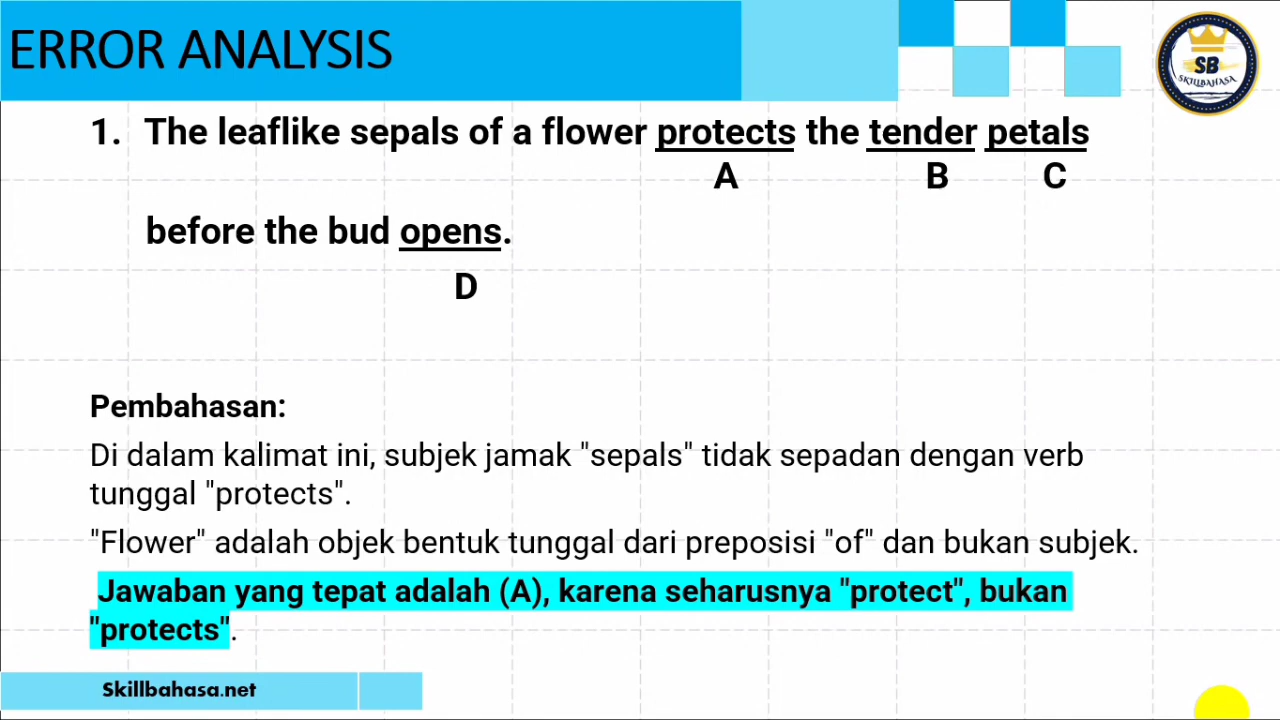 ERROR ANALYSIS
SB
SKILLBAHASA
1. The leaflike sepals of a flower protects the tender petals
A B C
before the bud opens.
D
Pembahasan:
Di dalam kalimat ini, subjek jamak "sepals" tidak sepadan dengan verb
tunggal "protects".
"Flower" adalah objek bentuk tunggal dari preposisi "of" dan bukan subjek.
Jawaban yang tepat adalah (A), karena seharusnya "protect", bukan
"protects".
Skillbahasa.net